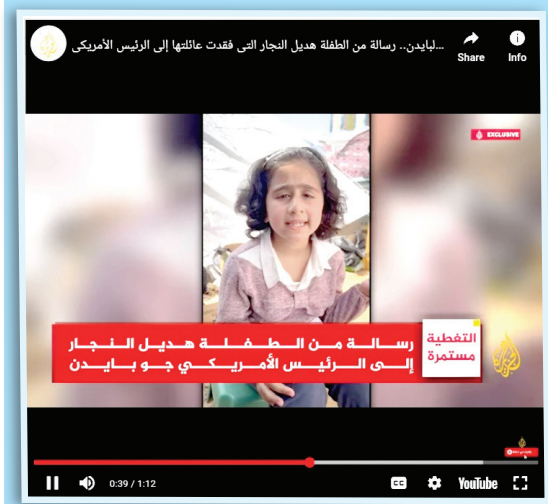 ...لبايدن.. رسالة من الطفلة هديل النجار التى فقدت عائلتها إلى الرئيس الأمريكى
Share
Info
EXCLUSIVE
التغطية
مستمرة
رسالة من الطفلة هديل النجار
إلى الرئيس الأمريكي جو بايدن
0:39 / 1:12
CC
YouTube